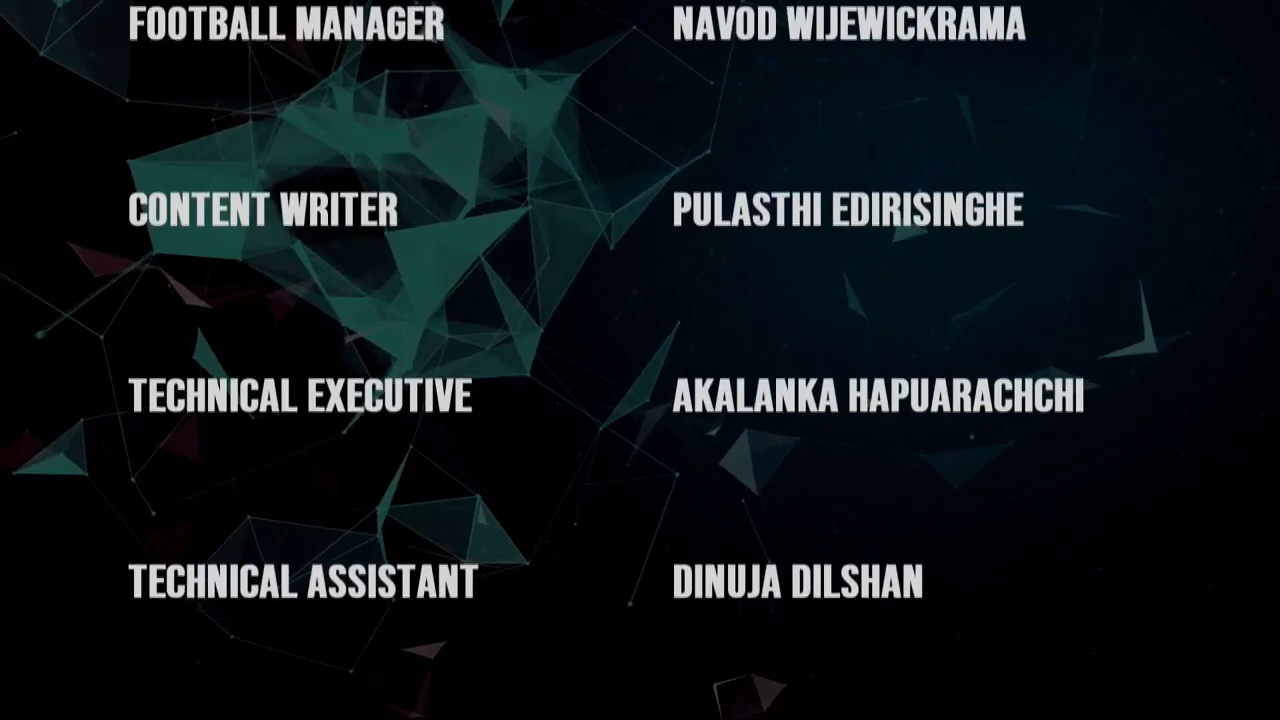 FOOTBALL MANAGER NAVOD WIJEWICKRAMA
CONTENT WRITER PULASTHI EDIRISINGHE
TECHNICAL EXECUTIVE AKALANKA HAPUARACHCHI
TECHNICAL ASSISTANT DINUJA DILSHAN